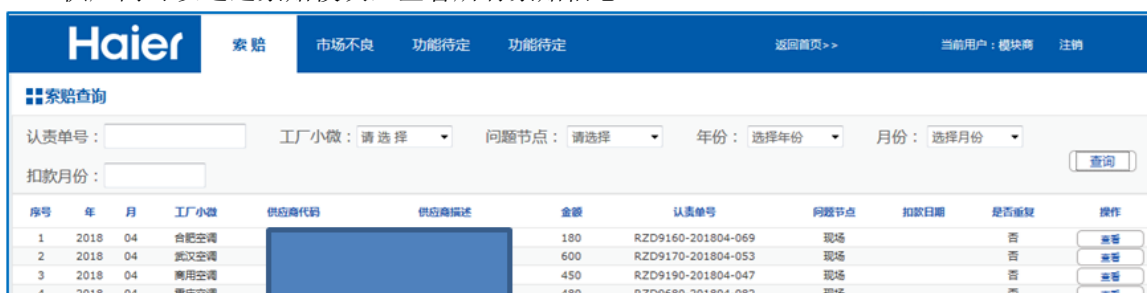 Haier 索赔 市场不良 功能待定 功能待定 返回首页>> 当前用户：模块商 注销
索赔查询
认责单号： 工厂小微： 请选择 问题节点： 请选择 年份： 选择年份 月份： 选择月份
查询
扣款月份：
序号 年 月 工厂小微 供应商代码 供应商描述 金额 认责单号 问题节点 扣款日期 是否重复 操作
1 2018 04 合肥空调 180 RZD9160-201804-069 现场 否 查看
2 2018 04 武汉空调 600 RZD9170-201804-053 现场 否 查看
3 2018 04 商用空调 450 RZD9190-201804-047 现场 否 查看